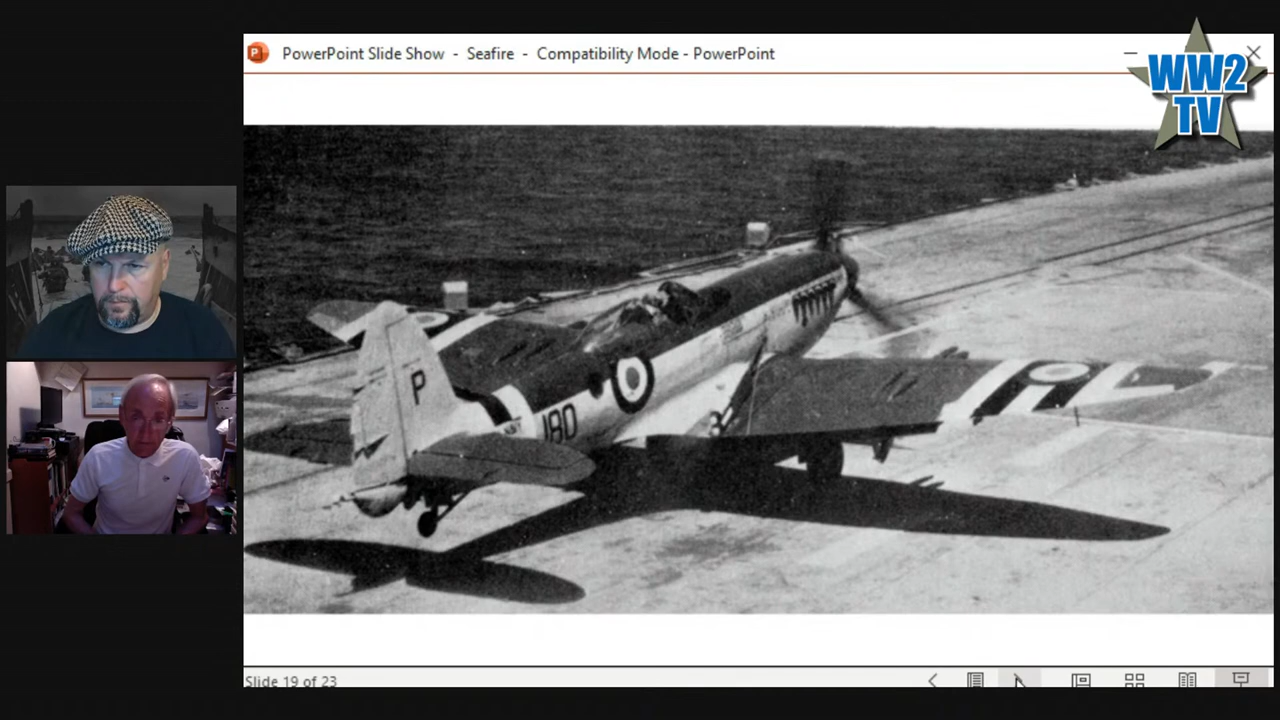 PowerPoint Slide Show - Seafire - Compatibility Mode - PowerPoint
WW2
TV
P
180
Slide 19 of 23